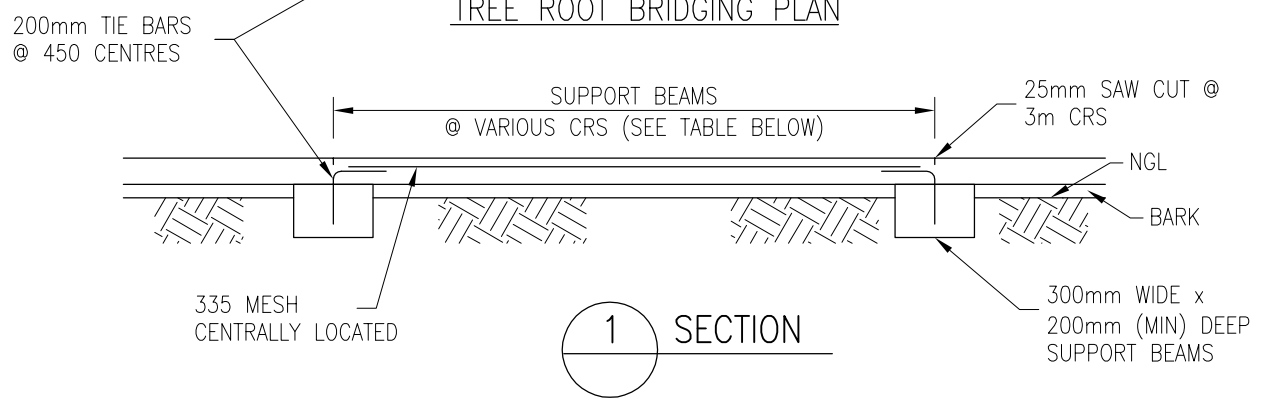 TREE ROOT BRIDGING PLAN
200mm TIE BARS
@ 450 CENTRES
SUPPORT BEAMS
@ VARIOUS CRS (SEE TABLE BELOW)
25mm SAW CUT @
3m CRS
NGL
BARK
335 MESH
CENTRALLY LOCATED
1 SECTION
300mm WIDE x
200mm (MIN) DEEP
SUPPORT BEAMS